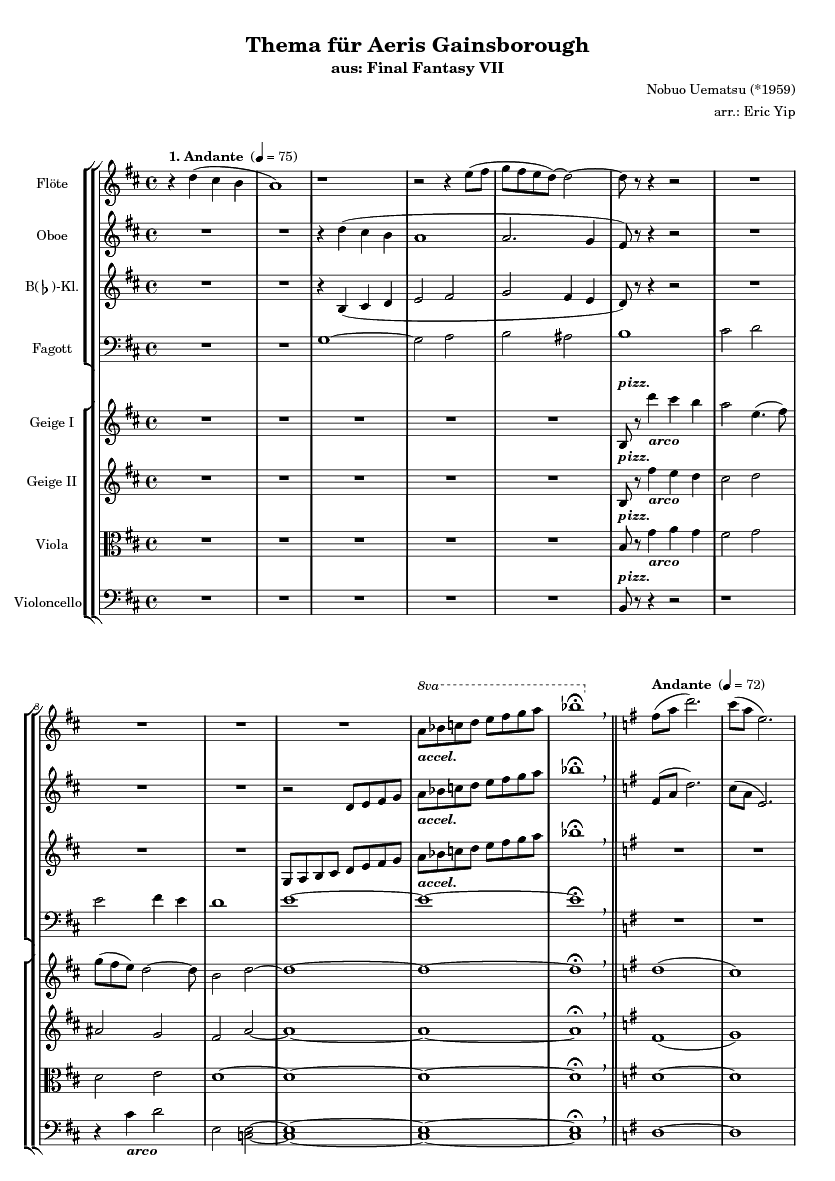 Thema für Aeris Gainsborough
aus: Final Fantasy VII
Nobuo Uematsu (*1959)
arr.: Eric Yip
1. Andante (♩ = 75)
Flöte
Oboe
B(♭)-Kl.
Fagott
pizz.
Geige I
arco
pizz.
Geige II
arco
pizz.
Viola
arco
pizz.
Violoncello
8va
Andante (♩ = 72)
8
accel.
accel.
accel.
arco